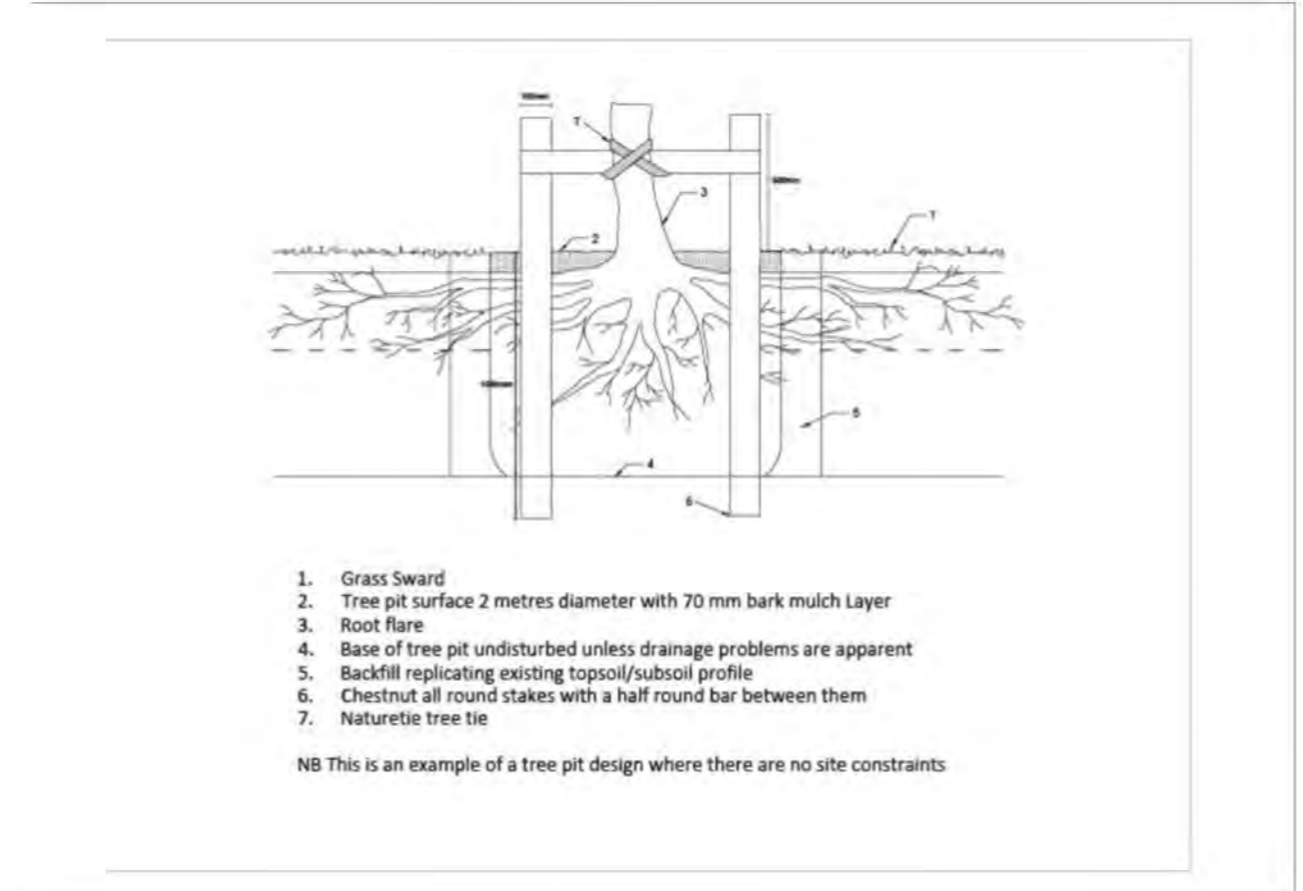 7
3
1
2
5
4
6
1. Grass Sward
2. Tree pit surface 2 metres diameter with 70 mm bark mulch Layer
3. Root flare
4. Base of tree pit undisturbed unless drainage problems are apparent
5. Backfill replicating existing topsoil/subsoil profile
6. Chestnut all round stakes with a half round bar between them
7. Naturetie tree tie
NB This is an example of a tree pit design where there are no site constraints